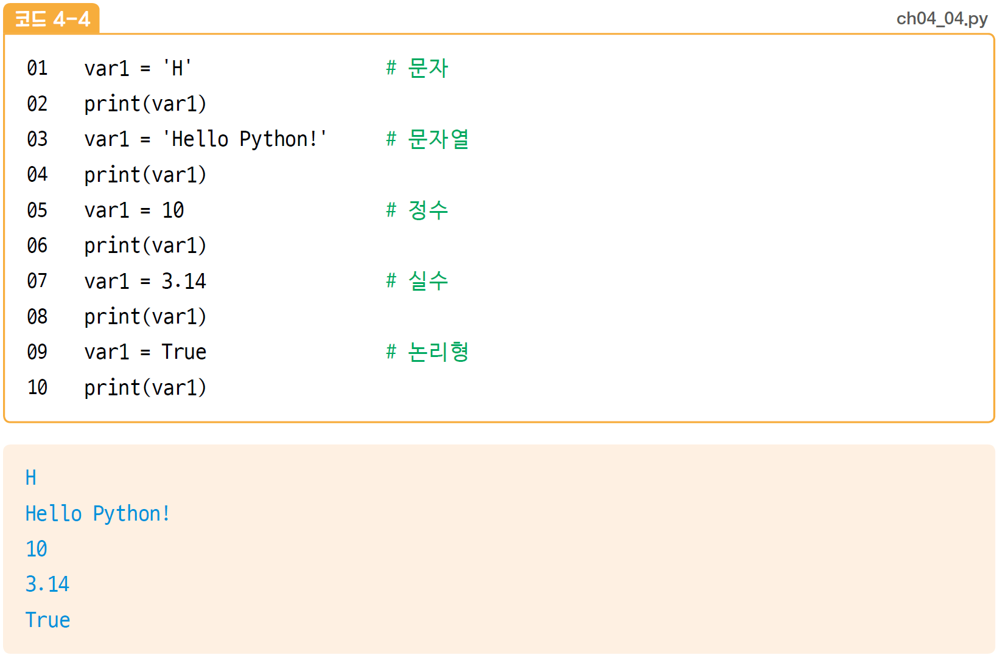 코드 4-4
ch04_04.py
01 var1 = 'H' # 문자
02 print(var1)
03 var1 = 'Hello Python!' # 문자열
04 print(var1)
05 var1 = 10 # 정수
06 print(var1)
07 var1 = 3.14 # 실수
08 print(var1)
09 var1 = True # 논리형
10 print(var1)
H
Hello Python!
10
3.14
True